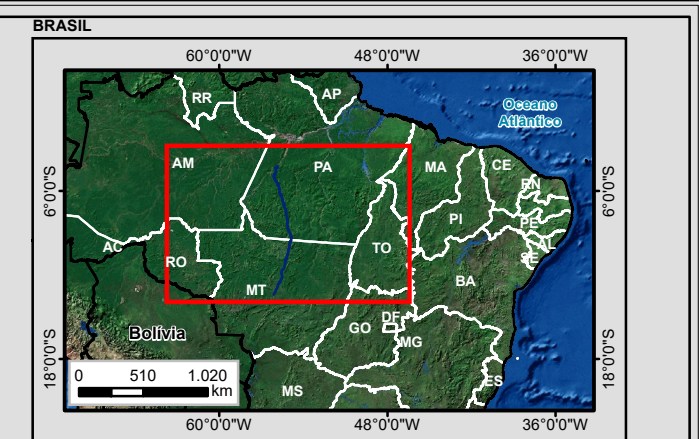 BRASIL
60°0'0"W 48°0'0"W 36°0'0"W
RR
AP
Oceano
Atlântico
AM
PA
MA
CE
RN
6°0'0"S
6°0'0"S
PI
PE
AC
RO
TO
AL
SE
MT
BA
Bolívia
GO
DF
MG
18°0'0"S
18°0'0"S
0 510 1.020
km
MS
ES
60°0'0"W 48°0'0"W 36°0'0"W